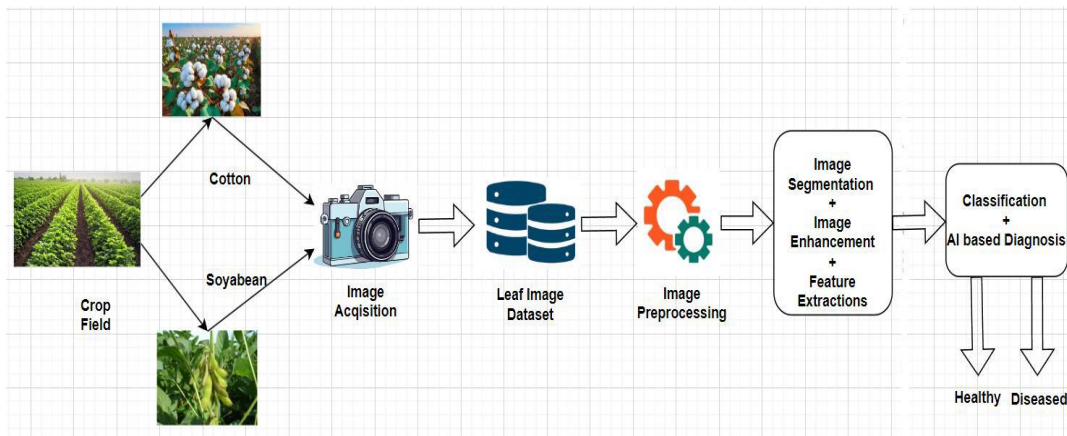 Crop
Field
Cotton
Soyabean
Image
Acqisition
Leaf Image
Dataset
Image
Preprocessing
Image
Segmentation
+
Image
Enhancement
+
Feature
Extractions
Classification
+
AI based Diagnosis
Healthy
Diseased